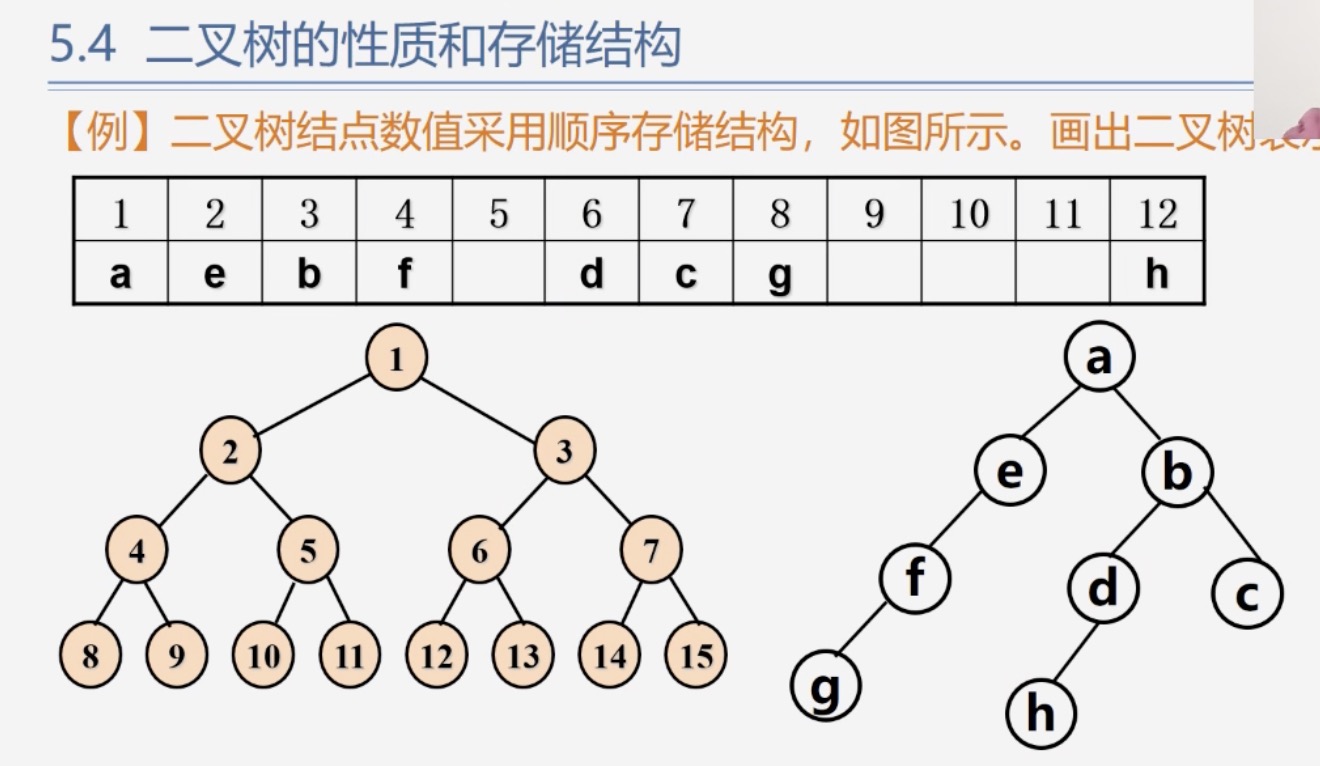 5.4 二叉树的性质和存储结构
【例】二叉树结点数值采用顺序存储结构，如图所示。画出二叉树
1 2 3 4 5 6 7 8 9 10 11 12
a e b f d c g h
1
2 3
4 5 6 7
8 9 10 11 12 13 14 15
a
e b
f d c
g h